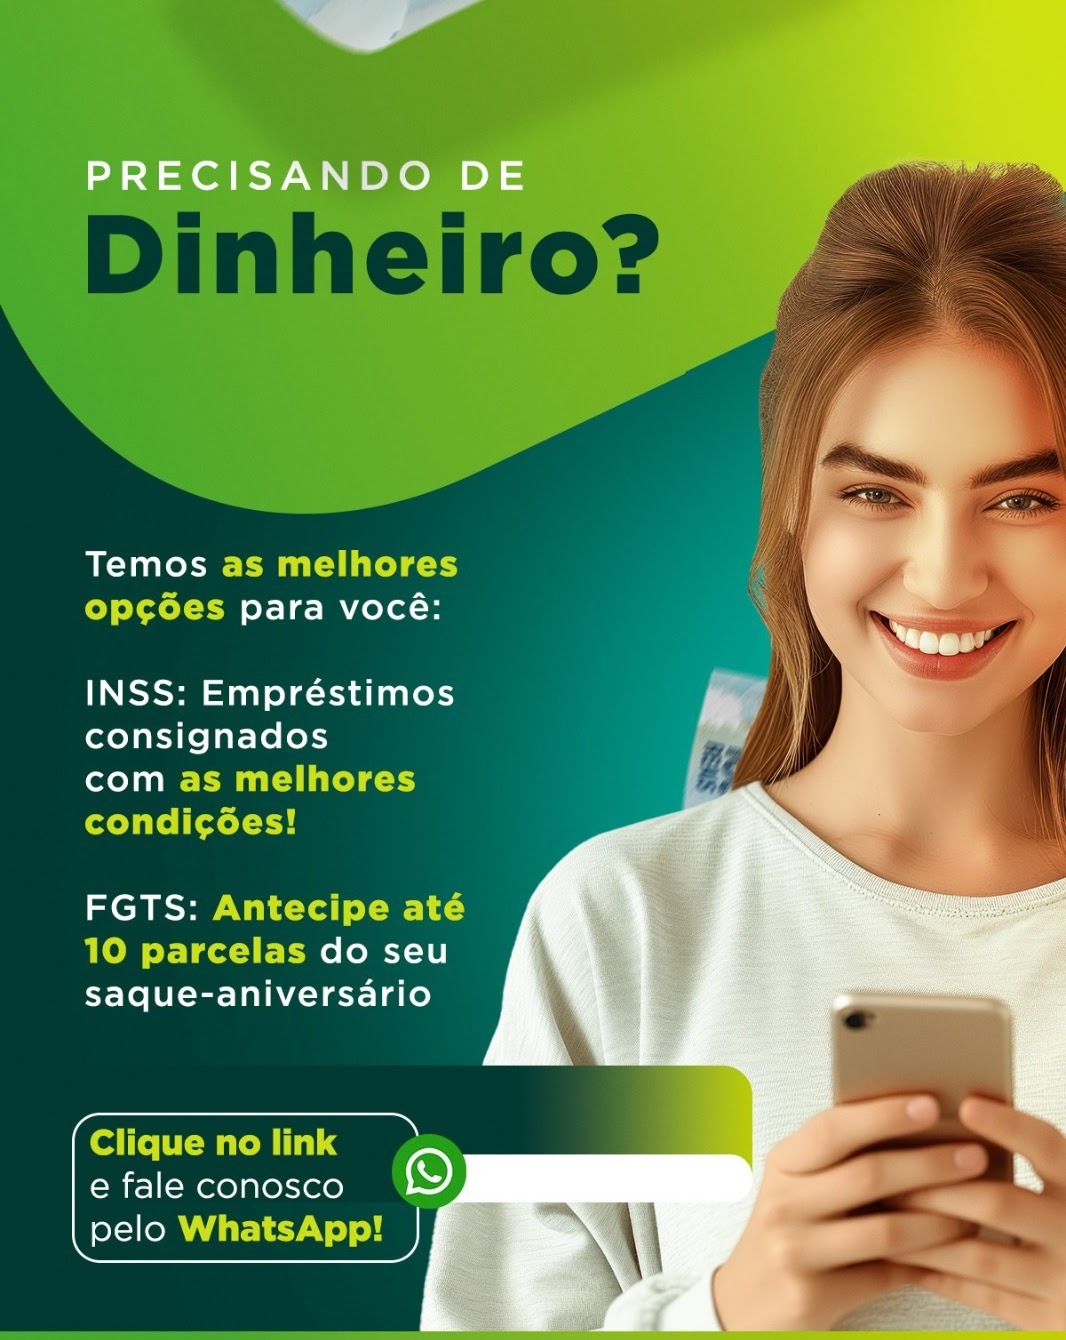 PRECISANDO DE
Dinheiro?
Temos as melhores
opções para você:
INSS: Empréstimos
consignados
com as melhores
condições!
FGTS: Antecipe até
10 parcelas do seu
saque-aniversário
Clique no link
e fale conosco
pelo WhatsApp!